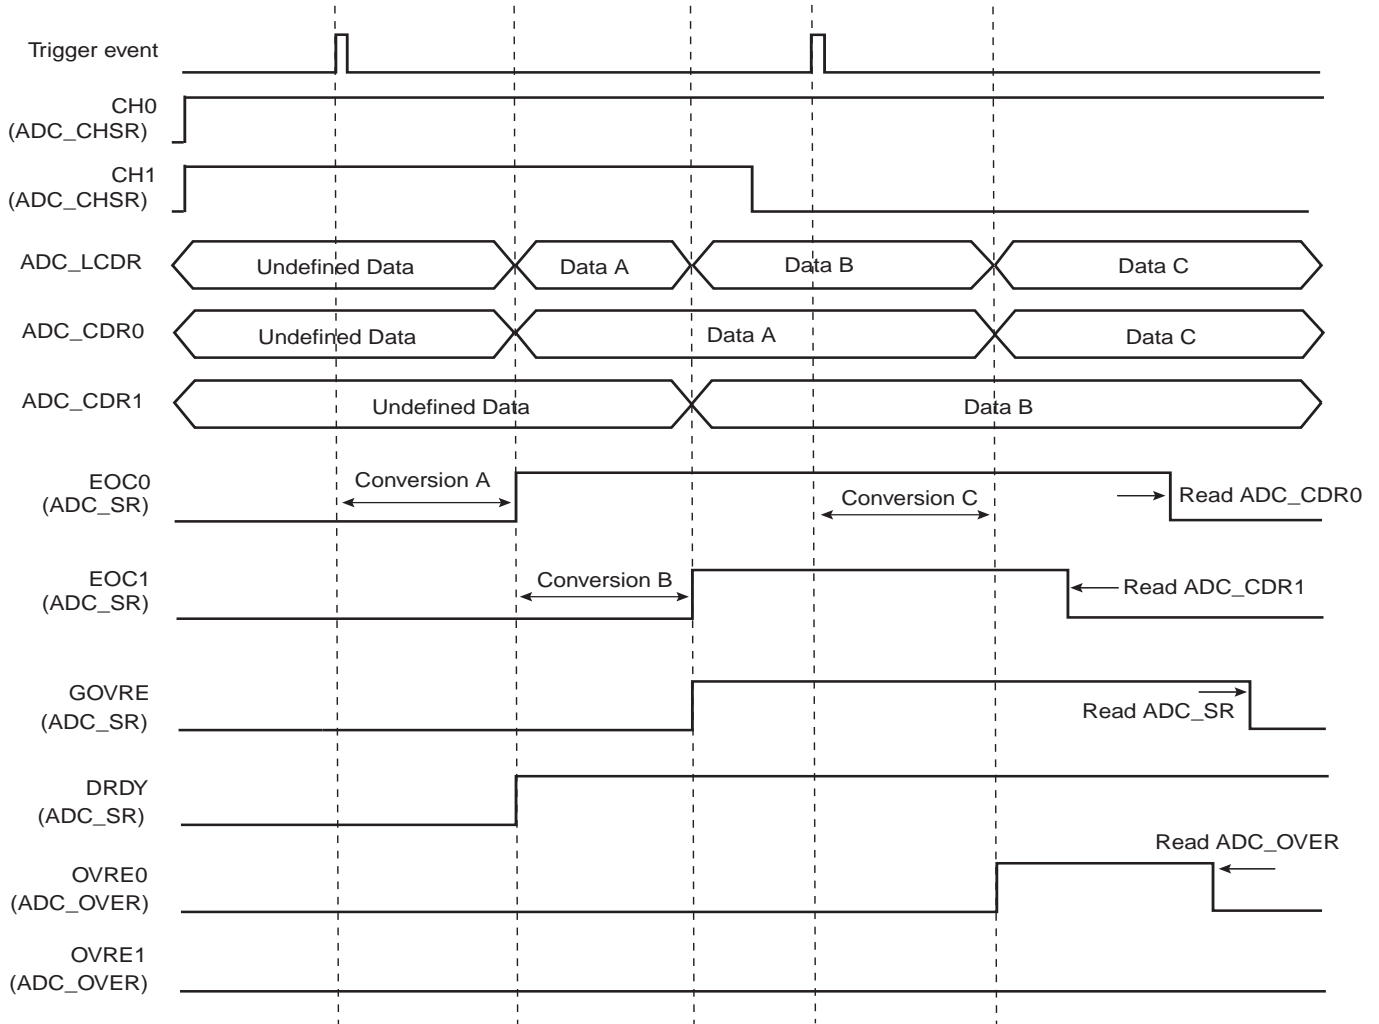 Trigger event
CH0
(ADC_CHSR)
CH1
(ADC_CHSR)
ADC_LCDR
Undefined Data
Data A
Data B
Data C
ADC_CDR0
Undefined Data
Data A
Data C
ADC_CDR1
Undefined Data
Data B
EOC0
(ADC_SR)
Conversion A
Conversion C
Read ADC_CDR0
EOC1
(ADC_SR)
Conversion B
Read ADC_CDR1
GOVRE
(ADC_SR)
Read ADC_SR
DRDY
(ADC_SR)
Read ADC_OVER
OVRE0
(ADC_OVER)
OVRE1
(ADC_OVER)